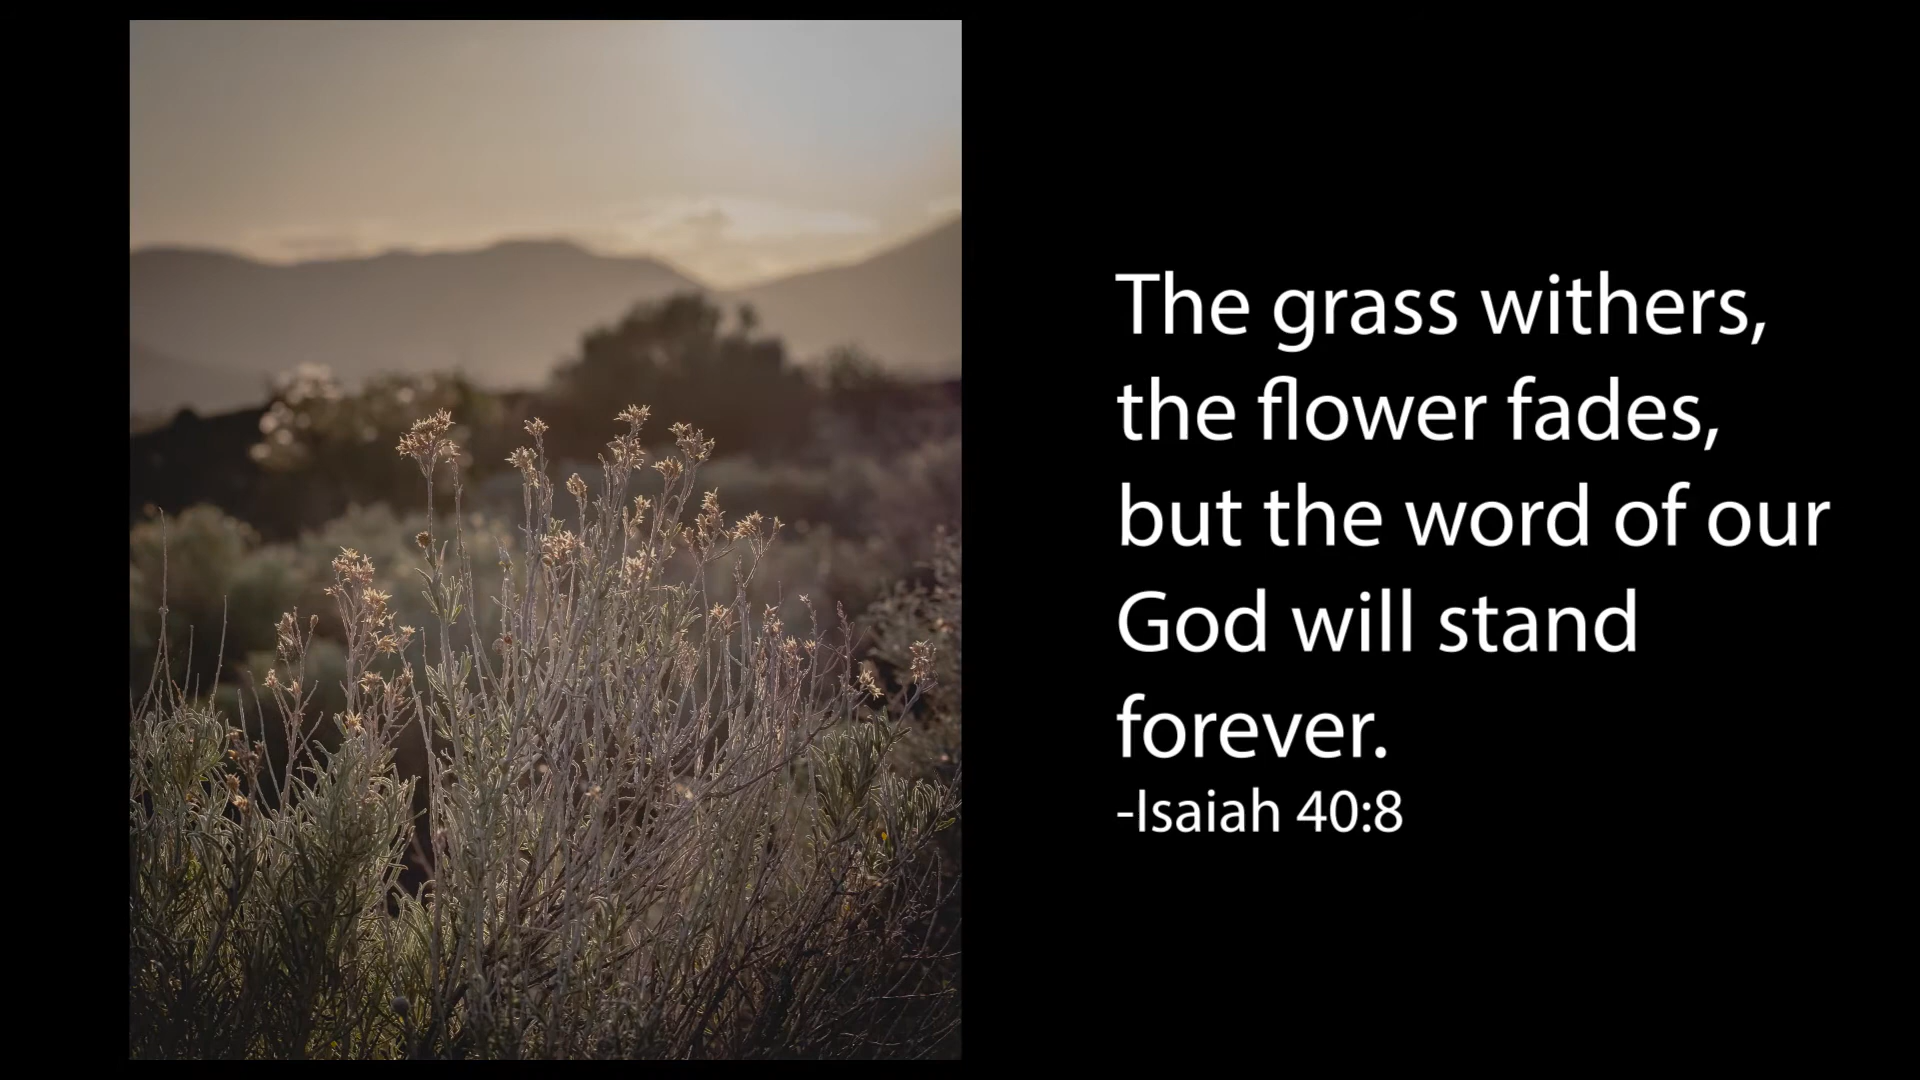 The grass withers,
the flower fades,
but the word of our
God will stand
forever.
-Isaiah 40:8